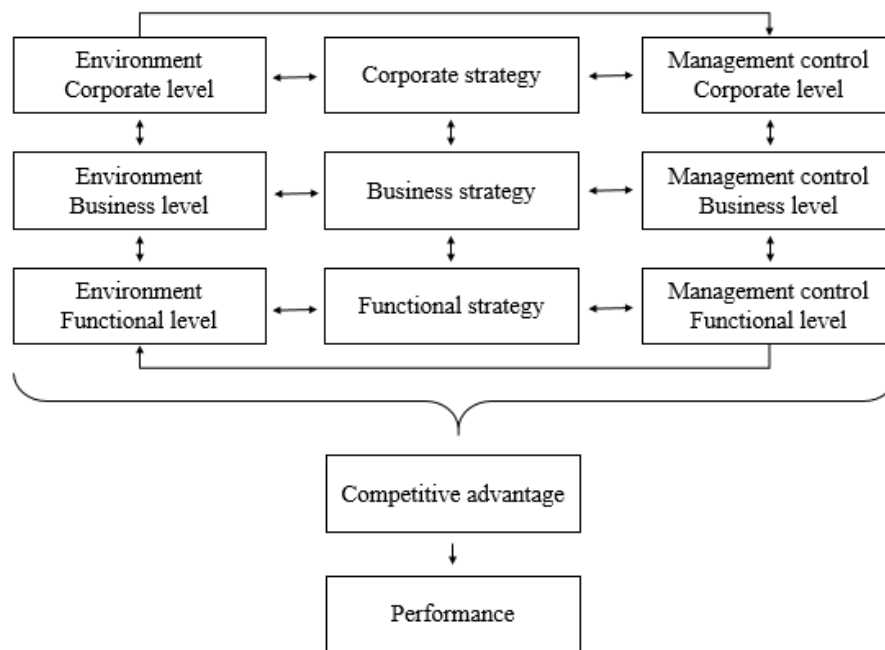 Environment
Corporate level
Corporate strategy
Management control
Corporate level
Environment
Business level
Business strategy
Management control
Business level
Environment
Functional level
Functional strategy
Management control
Functional level
Competitive advantage
Performance